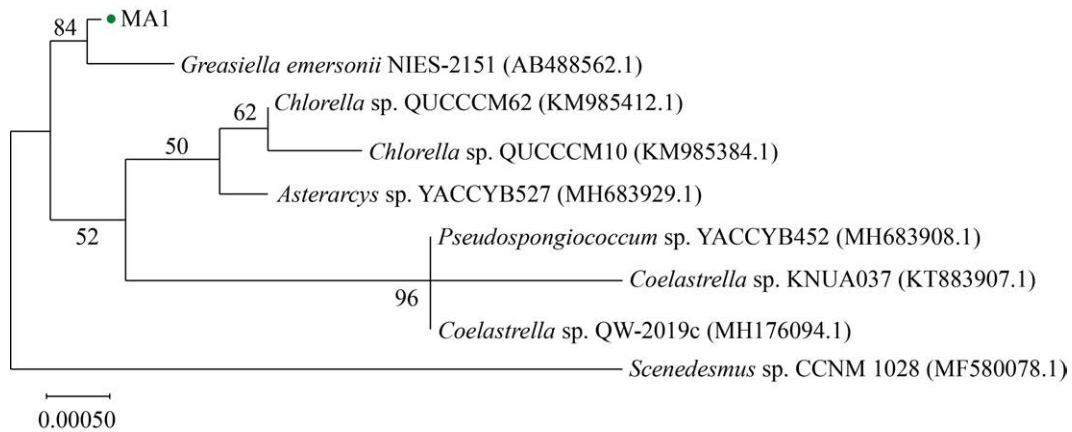 84
MA1
Greasiella emersonii NIES-2151 (AB488562.1)
62
Chlorella sp. QUCCCM62 (KM985412.1)
50
Chlorella sp. QUCCCM10 (KM985384.1)
Asterarcys sp. YACCYB527 (MH683929.1)
52
Pseudospongiococcum sp. YACCYB452 (MH683908.1)
Coelastrella sp. KNUA037 (KT883907.1)
96
Coelastrella sp. QW-2019c (MH176094.1)
Scenedesmus sp. CCNM 1028 (MF580078.1)
0.00050